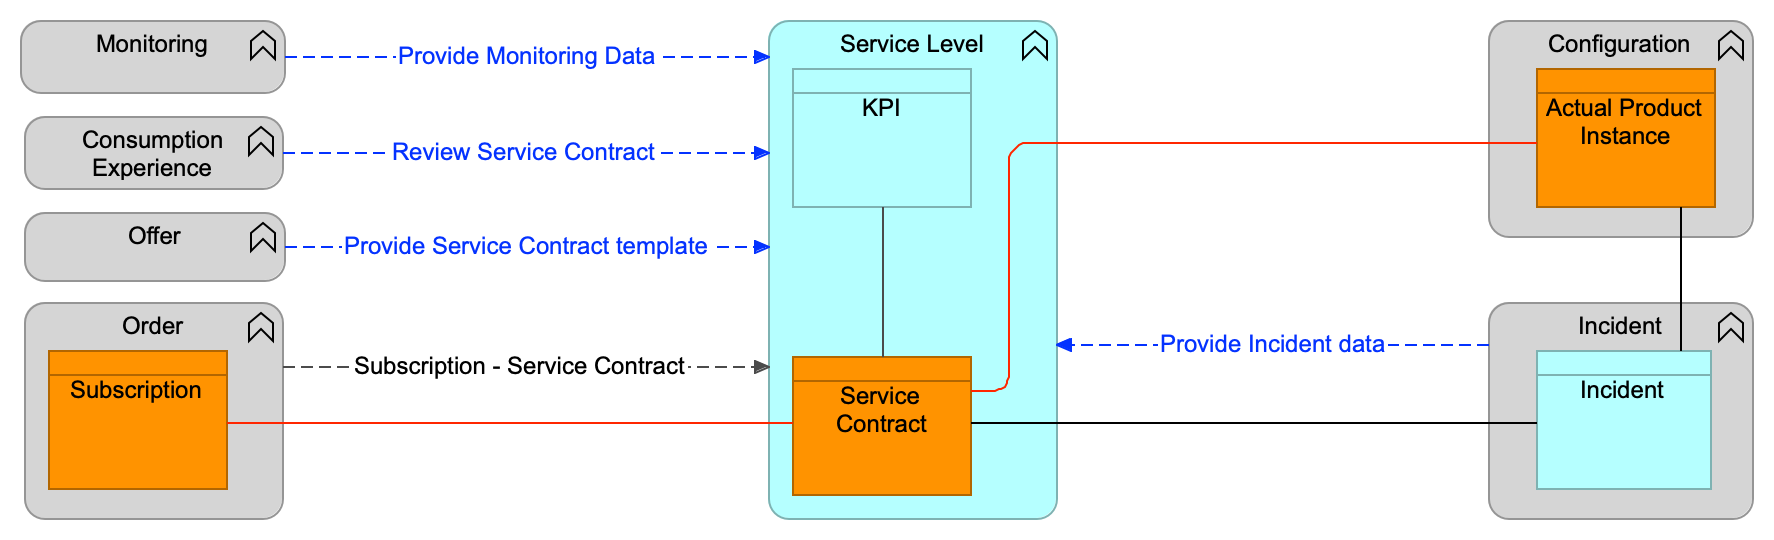 Monitoring
Provide Monitoring Data
Service Level
Configuration
KPI
Actual Product
Instance
Consumption
Experience
Review Service Contract
Offer
Provide Service Contract template
Order
Subscription
Subscription - Service Contract
Service
Contract
Provide Incident data
Incident
Incident